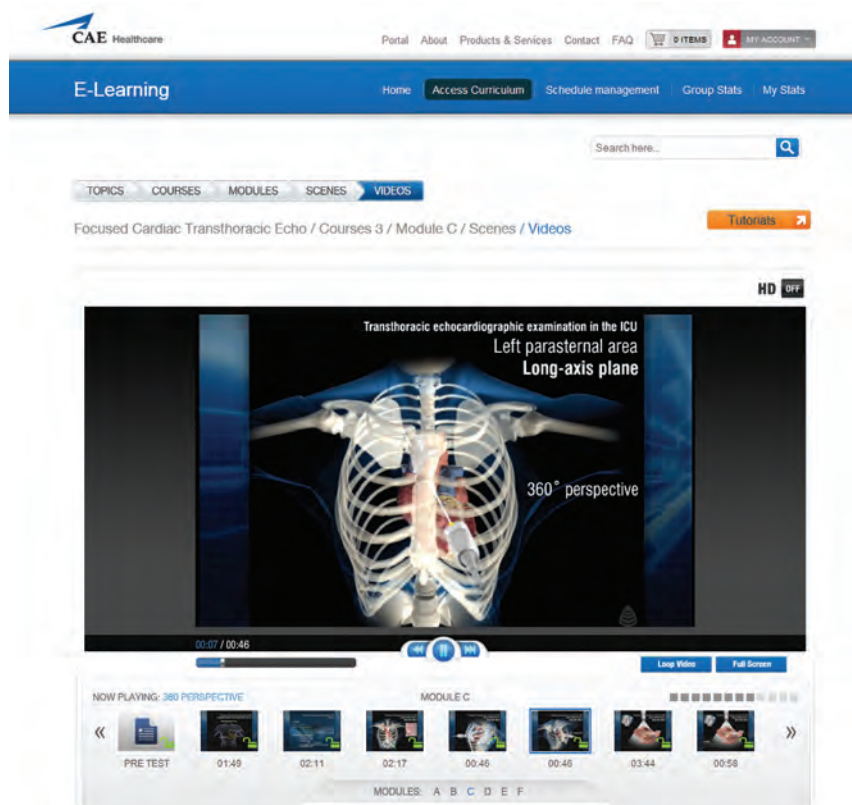 CAE Healthcare
Portal About Products & Services Contact FAQ 0 ITEMS MY ACCOUNT
E-Learning Home Access Curriculum Schedule management Group Stats My Stats
Search here...
TOPICS COURSES MODULES SCENES VIDEOS
Focused Cardiac Transthoracic Echo / Courses 3 / Module C / Scenes / Videos
Tutorials
HD OFF
Transthoracic echocardiographic examination in the ICU
Left parasternal area
Long-axis plane
360° perspective
00:07 / 00:46
Loop Video Full Screen
NOW PLAYING: 380 PERSPECTIVE MODULE C
« »
PRE TEST 01:49 02:11 02:17 00:46 00:46 03:44 00:58
MODULES: A B C D E F